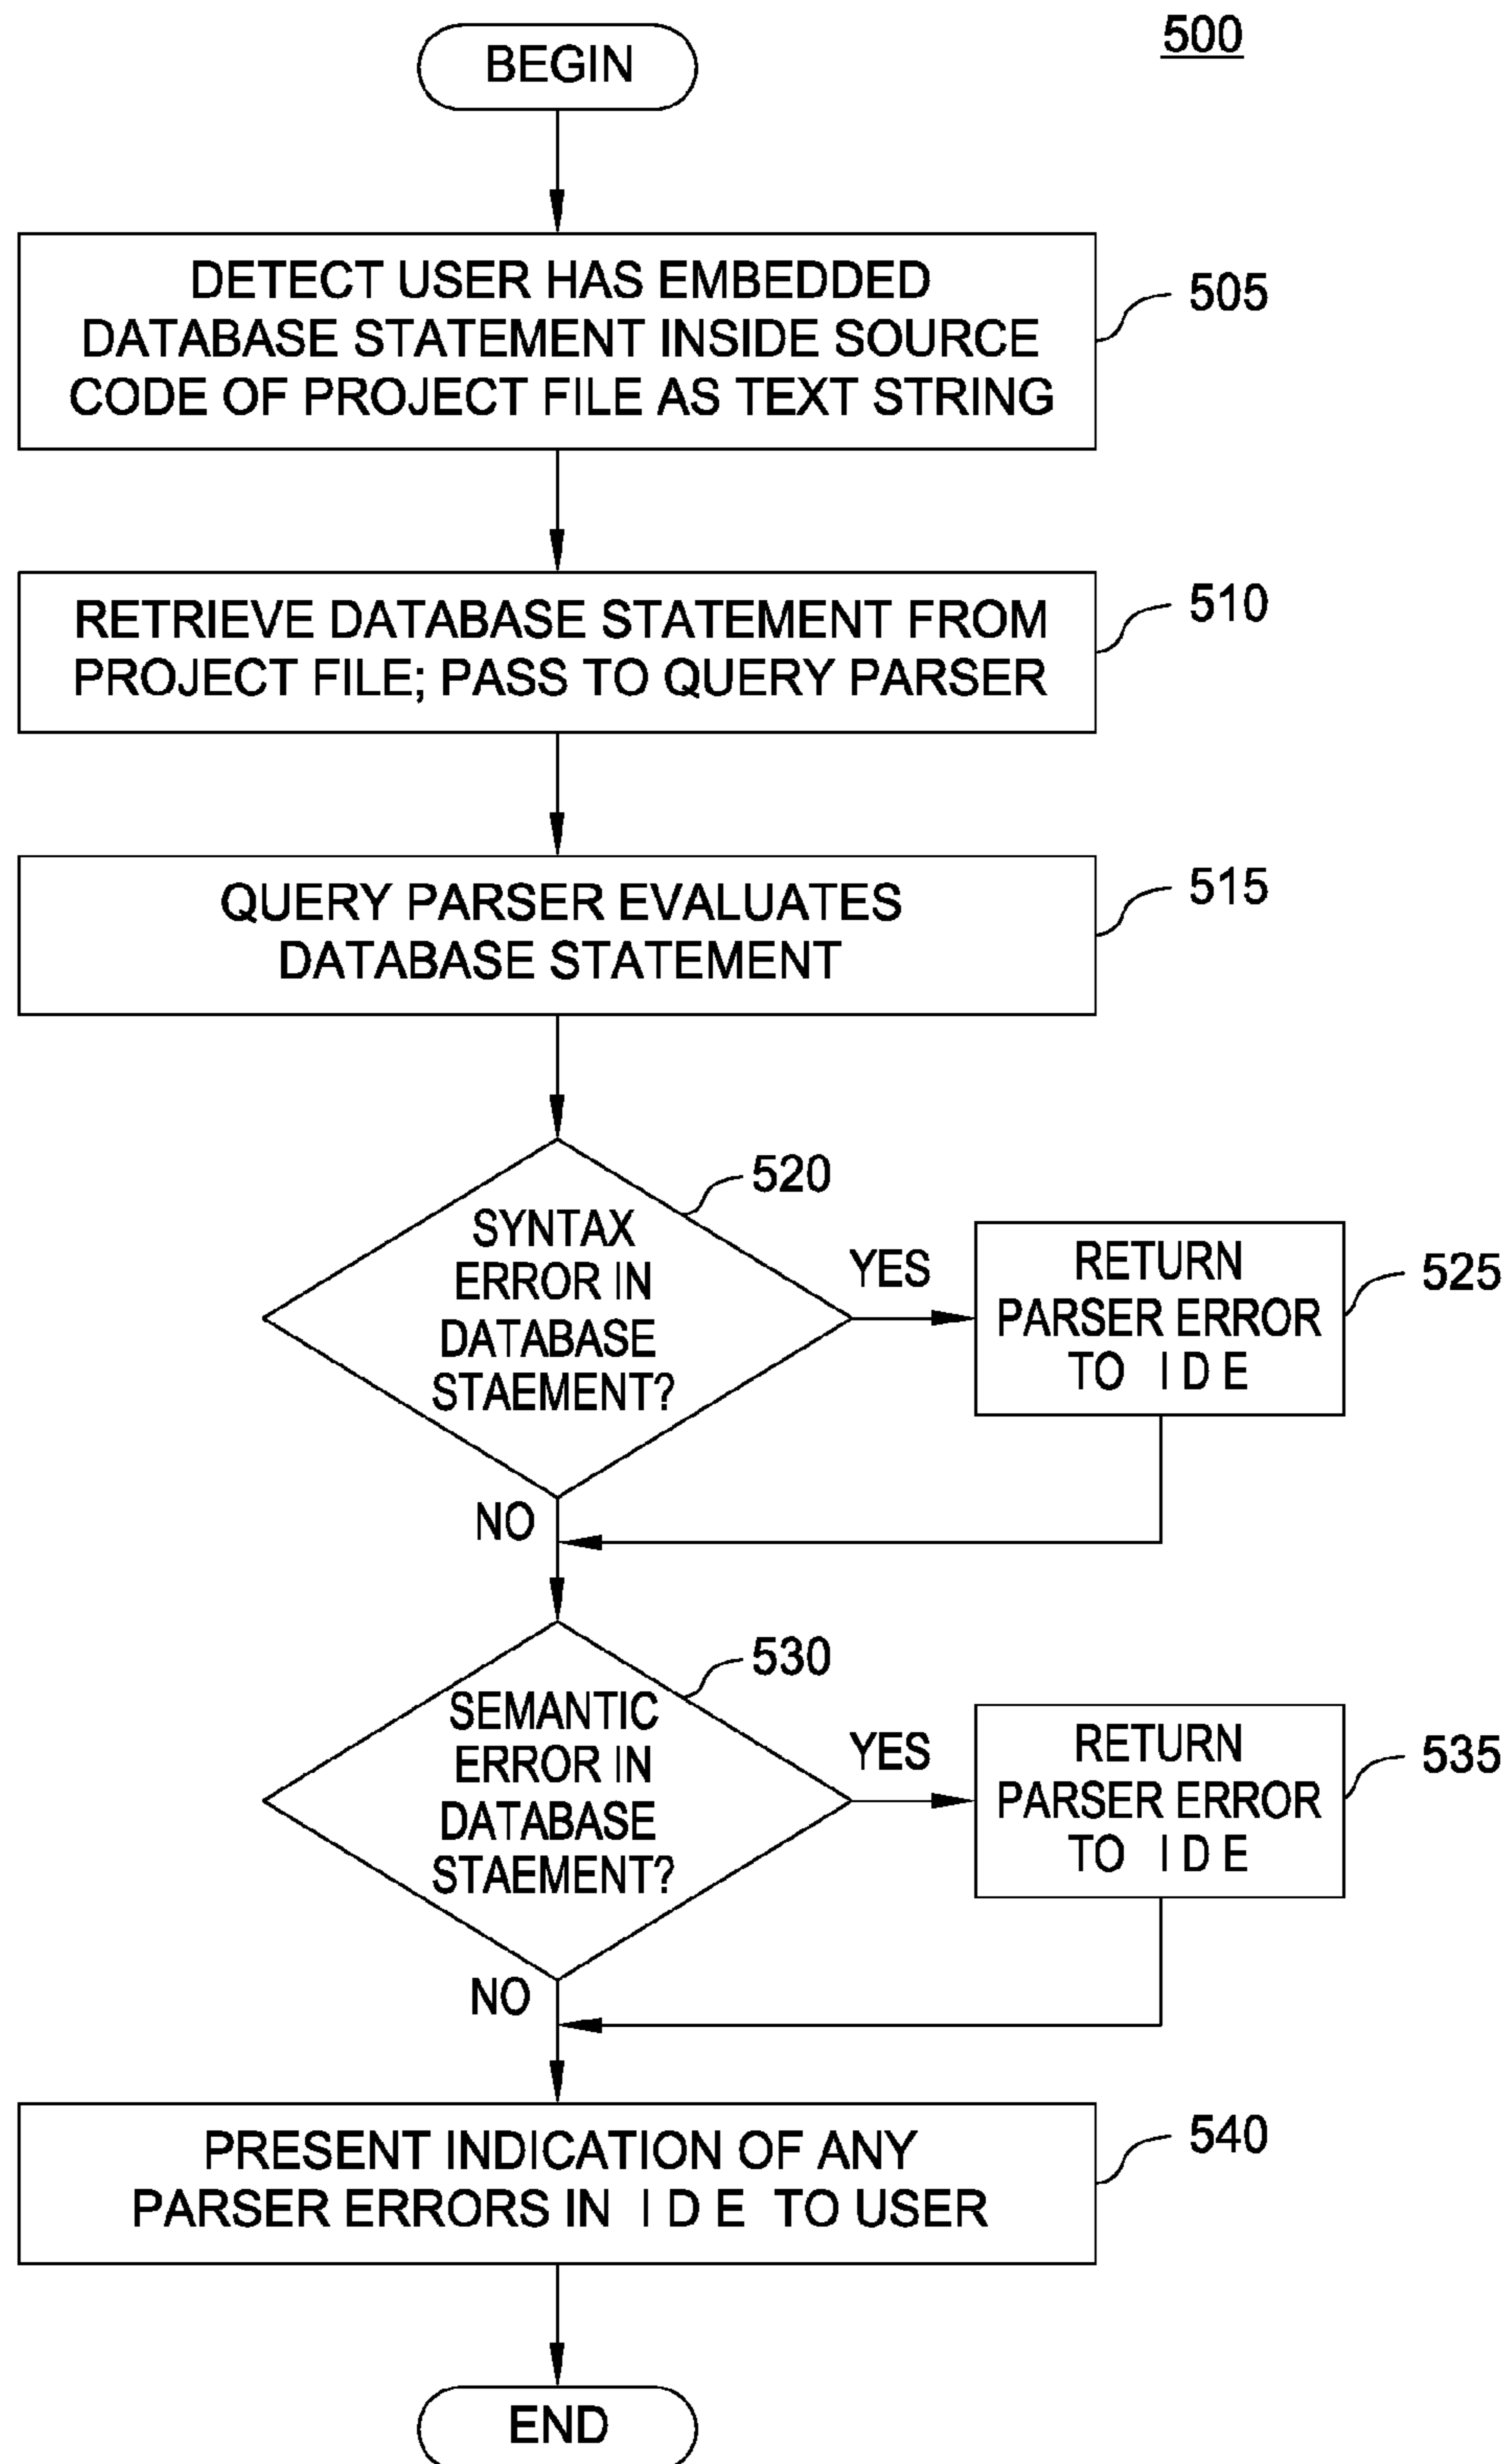 500
BEGIN
DETECT USER HAS EMBEDDED
DATABASE STATEMENT INSIDE SOURCE
CODE OF PROJECT FILE AS TEXT STRING
505
RETRIEVE DATABASE STATEMENT FROM
PROJECT FILE; PASS TO QUERY PARSER
510
QUERY PARSER EVALUATES
DATABASE STATEMENT
515
520
SYNTAX
ERROR IN
DATABASE
STAEMENT?
YES
RETURN
PARSER ERROR
TO I D E
525
NO
530
SEMANTIC
ERROR IN
DATABASE
STAEMENT?
YES
RETURN
PARSER ERROR
TO I D E
535
NO
PRESENT INDICATION OF ANY
PARSER ERRORS IN I D E TO USER
540
END